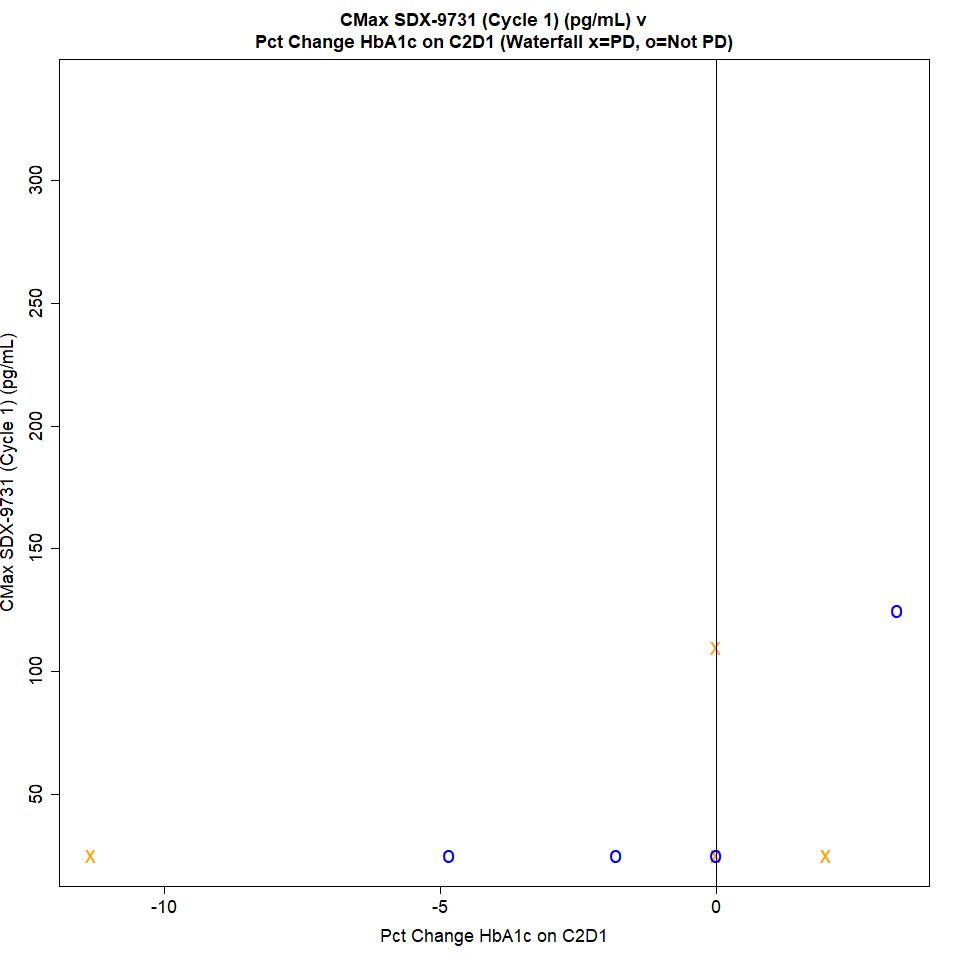 CMax SDX-9731 (Cycle 1) (pg/mL) v
Pct Change HbA1c on C2D1 (Waterfall x=PD, o=Not PD)
CMax SDX-9731 (Cycle 1) (pg/mL)
300
250
200
150
100
50
X
O
X
O
O
O
X
-10
-5
0
Pct Change HbA1c on C2D1